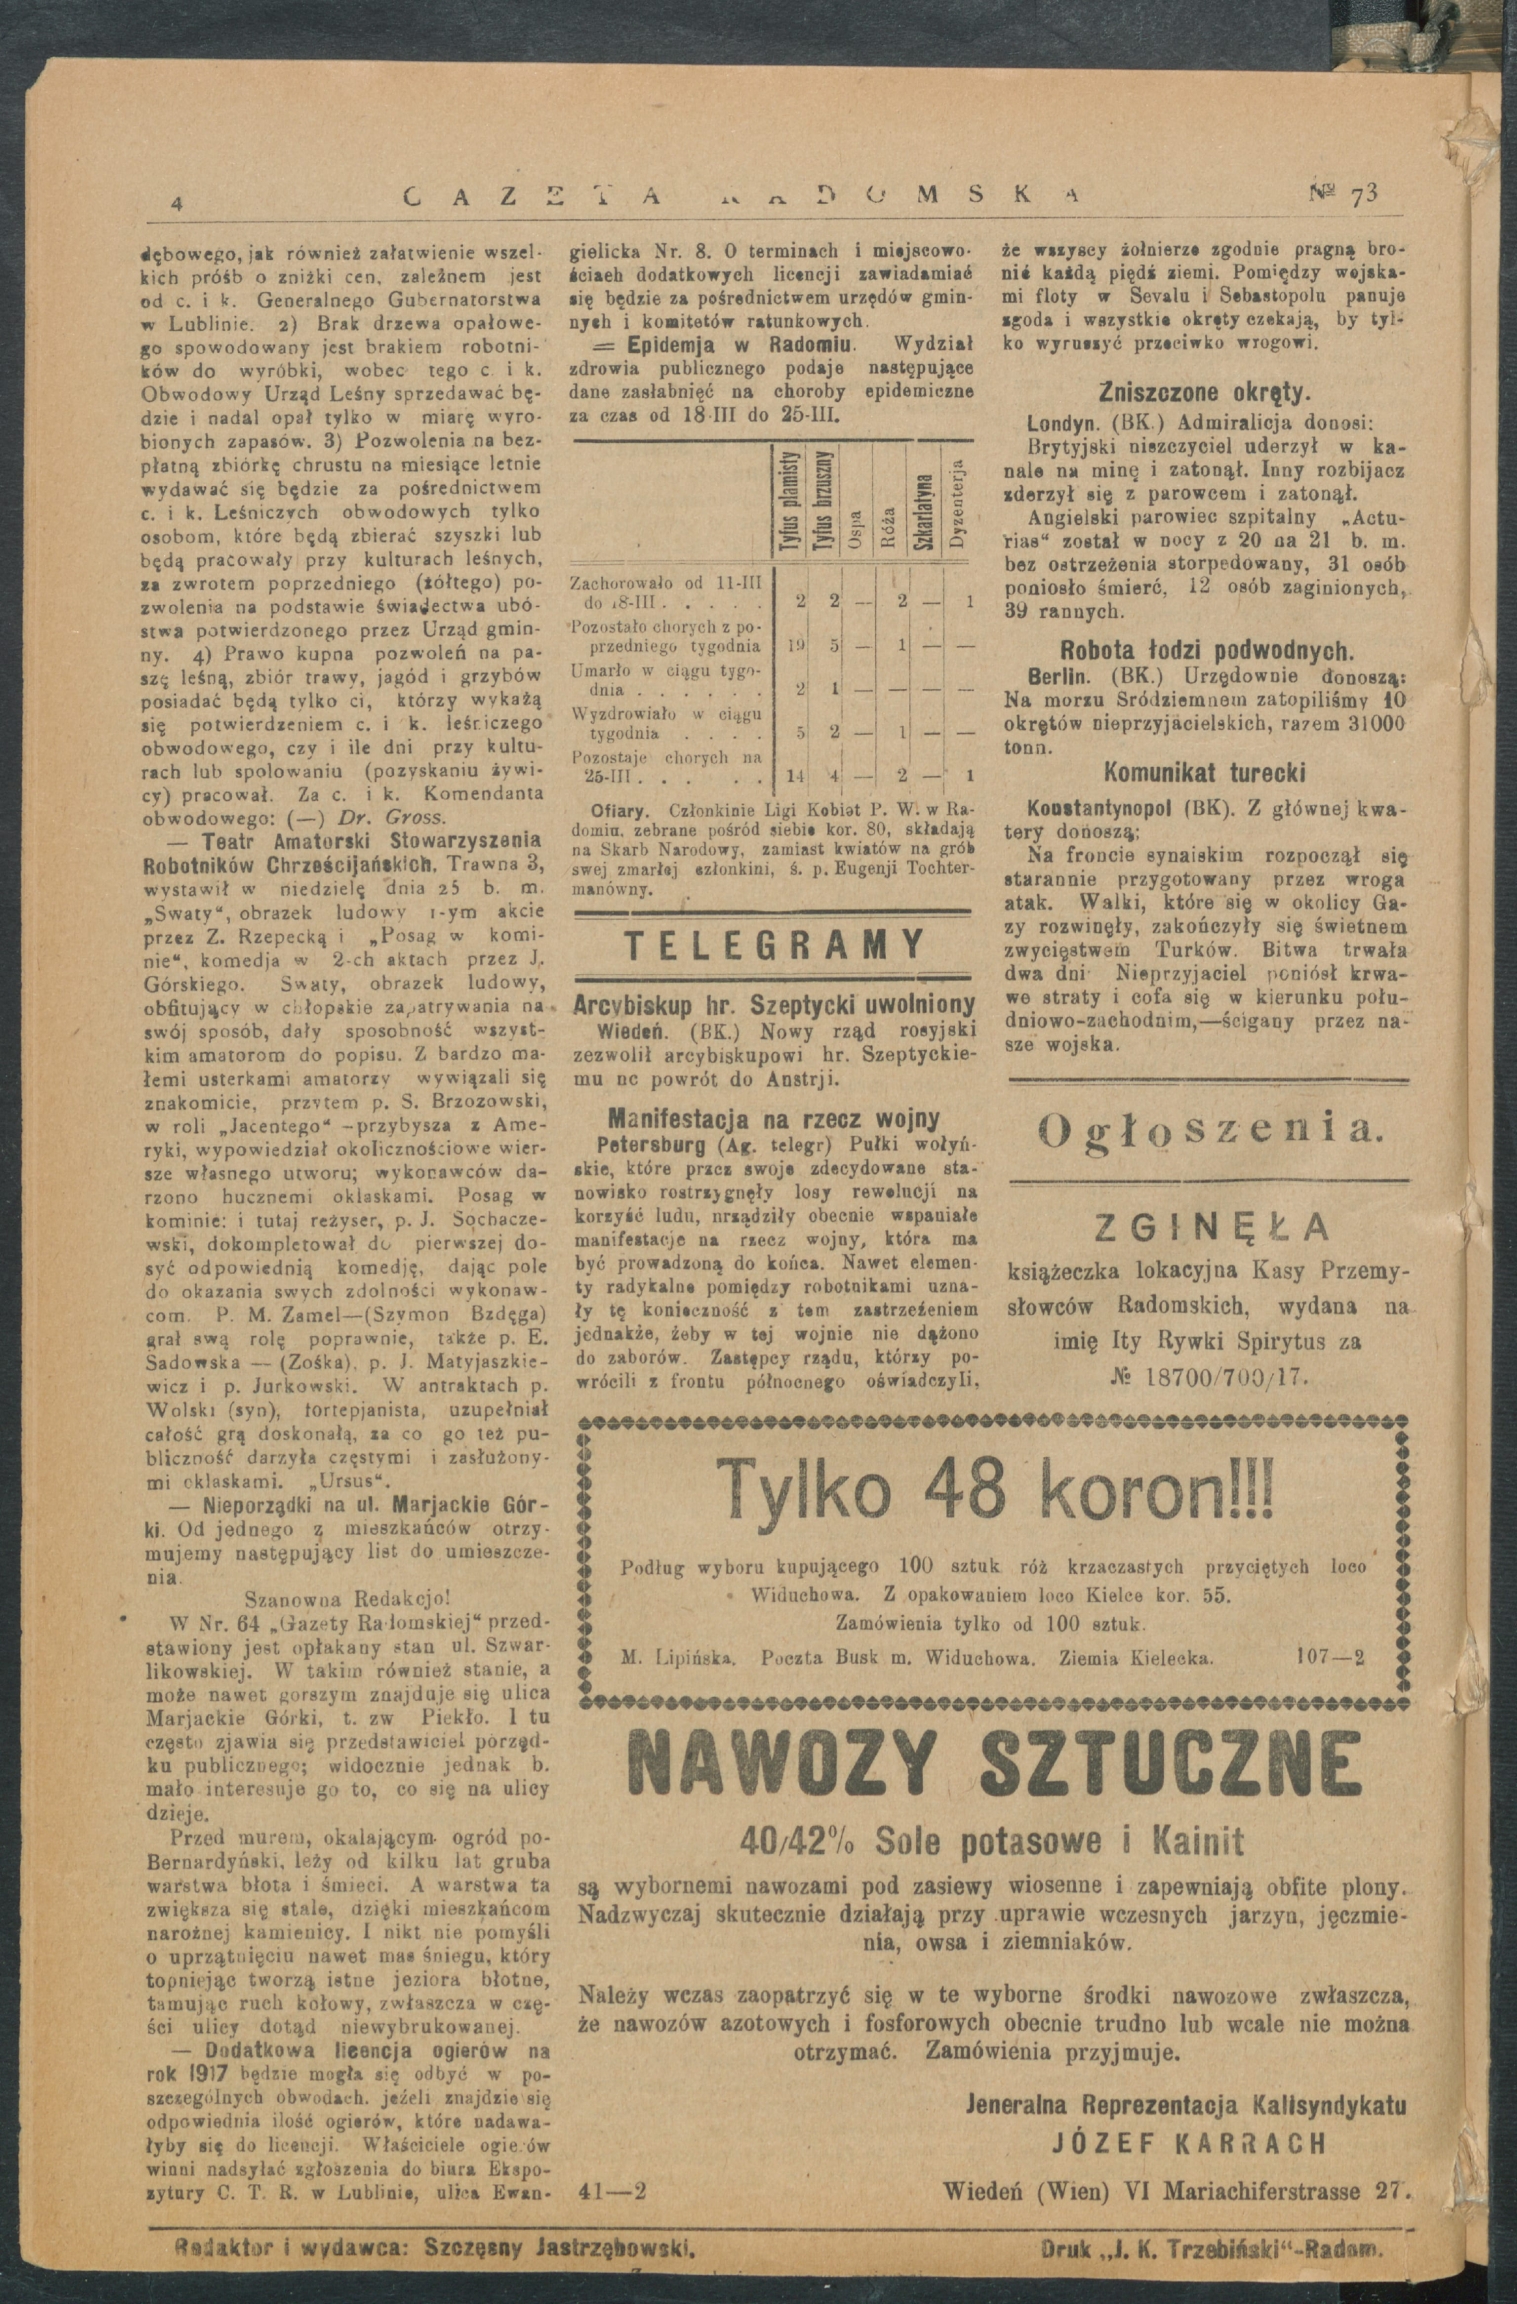 4
GAZETA RADOMSKA
№ 73
dębowego, jak również załatwienie wszel-
kich próśb o zniżki cen, zależnem jest
od c. i k. Generalnego Gubernatorstwa
w Lublinie. 2) Brak drzewa opałowe-
go spowodowany jest brakiem robotni-
ków do wyróbki, wobec tego c. i k.
Obwodowy Urząd Leśny sprzedawać bę-
dzie i nadal opał tylko w miarę wyro-
bionych zapasów. 3) Pozwolenia na bez-
płatną zbiórkę chrustu na miesiące letnie
wydawać się będzie za pośrednictwem
c. i k. Leśniczych obwodowych tylko
osobom, które będą zbierać szyszki lub
będą pracowały przy kulturach leśnych,
za zwrotem poprzedniego (żółtego) po-
zwolenia na podstawie świadectwa ubó-
stwa potwierdzonego przez Urząd gmin-
ny. 4) Prawo kupna pozwoleń na pa-
szę leśną, zbiór trawy, jagód i grzybów
posiadać będą tylko ci, którzy wykażą
się potwierdzeniem c. i k. leśniczego
obwodowego, czy i ile dni przy kultu-
rach lub spolowaniu (pozyskaniu żywi-
cy) pracował. Za c. i k. Komendanta
obwodowego: (—) Dr. Gross.
— Teatr Amatorski Stowarzyszenia
Robotników Chrześcijańskich, Trawna 3,
wystawił w niedzielę dnia 25 b. m.
„Swaty“, obrazek ludowy 1-ym akcie
przez Z. Rzepecką i „Posag w komi-
nie“, komedja w 2-ch aktach przez J.
Górskiego. Swaty, obrazek ludowy,
obfitujący w chłopskie zapatrywania na
swój sposób, dały sposobność wszyst-
kim amatorom do popisu. Z bardzo ma-
łemi usterkami amatorzy wywiązali się
znakomicie, przytem p. S. Brzozowski,
w roli „Jacentego“ —przybysza z Ame-
ryki, wypowiedział okolicznościowe wier-
sze własnego utworu; wykonawców da-
rzono hucznemi oklaskami. Posag w
kominie: i tutaj reżyser, p. J. Sochacze-
wski, dokompletował do pierwszej do-
syć odpowiednią komedję, dając pole
do okazania swych zdolności wykonaw-
com. P. M. Zamel—(Szymon Bzdęga)
grał swą rolę poprawnie, także p. E.
Sadowska — (Zośka), p. J. Matyjaszkie-
wicz i p. Jurkowski. W antraktach p.
Wolski (syn), fortepjanista, uzupełniał
całość grą doskonałą, za co go też pu-
bliczność darzyła częstymi i zasłużony-
mi oklaskami. „Ursus“.
— Nieporządki na ul. Marjackie Gór-
ki. Od jednego z mieszkańców otrzy-
mujemy następujący list do umieszcze-
nia.
Szanowna Redakcjo!
W Nr. 64 „Gazety Radomskiej“ przed-
stawiony jest opłakany stan ul. Szwar-
likowskiej. W takim również stanie, a
może nawet gorszym znajduje się ulica
Marjackie Górki, t. zw Piekło. I tu
często zjawia się przedstawiciel porząd-
ku publicznego; widocznie jednak b.
mało interesuje go to, co się na ulicy
dzieje.
Przed murem, okalającym ogród po-
Bernardyński, leży od kilku lat gruba
warstwa błota i śmieci. A warstwa ta
zwiększa się stale, dzięki mieszkańcom
narożnej kamienicy. I nikt nie pomyśli
o uprzątnięciu nawet mas śniegu, który
topniejąc tworzą istne jeziora błotne,
tamując ruch kołowy, zwłaszcza w czę-
ści ulicy dotąd niewybrukowanej.
— Dodatkowa licencja ogierów na
rok 1917 będzie mogła się odbyć w po-
szczególnych obwodach, jeżeli znajdzie się
odpowiednia ilość ogierów, które nadawa-
łyby się do licencji. Właściciele ogierów
winni nadsyłać zgłoszenia do biura Ekspo-
zytury C. T. R. w Lublinie, ulica Ewan-
gielicka Nr. 8. O terminach i miejscowo-
ściach dodatkowych licencji zawiadamiać
się będzie za pośrednictwem urzędów gmin-
nych i komitetów ratunkowych.
= Epidemja w Radomiu. Wydział
zdrowia publicznego podaje następujące
dane zasłabnięć na choroby epidemiczne
za czas od 18-III do 25-III.
Tyfus plamisty
Tyfus brzuszny
Ospa
Róża
Szkarlatyna
Dyzenterja
Zachorowało od 11-III
do 18-III . . . . . 2 2 — 2 — 1
Pozostało chorych z po-
przedniego tygodnia 19 5 — 1 — —
Umarło w ciągu tygo-
dnia . . . . . . 2 1 — — — —
Wyzdrowiało w ciągu
tygodnia . . . . 5 2 — 1 — —
Pozostaje chorych na
25-III . . . . . 14 4 — 2 — 1
Ofiary. Członkinie Ligi Kobiet P. W. w Ra-
domiu, zebrane pośród siebie kor. 80, składają
na Skarb Narodowy, zamiast kwiatów na grób
swej zmarłej członkini, ś. p. Eugenji Tochter-
manówny.
TELEGRAMY
Arcybiskup hr. Szeptycki uwolniony
Wiedeń. (BK.) Nowy rząd rosyjski
zezwolił arcybiskupowi hr. Szeptyckie-
mu nc powrót do Anstrji.
Manifestacja na rzecz wojny
Petersburg (Ag. telegr) Pułki wołyń-
skie, które przez swoje zdecydowane sta-
nowisko rostrzygnęły losy rewolucji na
korzyść ludu, nrządziły obecnie wspaniałe
manifestacje na rzecz wojny, która ma
być prowadzoną do końca. Nawet elemen-
ty radykalne pomiędzy robotnikami uzna-
ły tę konieczność z tem zastrzeżeniem
jednakże, żeby w tej wojnie nie dążono
do zaborów. Zastępcy rządu, którzy po-
wrócili z frontu północnego oświadczyli,
że wszyscy żołnierze zgodnie pragną bro-
nić każdą piędź ziemi. Pomiędzy wojska-
mi floty w Sevalu i Sebastopolu panuje
zgoda i wszystkie okręty czekają, by tyl-
ko wyruszyć przeciwko wrogowi.
Zniszczone okręty.
Londyn. (BK.) Admiralicja donosi:
Brytyjski niszczyciel uderzył w ka-
nale na minę i zatonął. Inny rozbijacz
zderzył się z parowcem i zatonął.
Angielski parowiec szpitalny „Actu-
rias“ został w nocy z 20 na 21 b. m.
bez ostrzeżenia storpedowany, 31 osób
poniosło śmierć, 12 osób zaginionych,
39 rannych.
Robota łodzi podwodnych.
Berlin. (BK.) Urzędownie donoszą:
Na morzu Śródziemnem zatopiliśmy 10
okrętów nieprzyjacielskich, razem 31000
tonn.
Komunikat turecki
Konstantynopol (BK). Z głównej kwa-
tery donoszą:
Na froncie synaiskim rozpoczął się
starannie przygotowany przez wroga
atak. Walki, które się w okolicy Ga-
zy rozwinęły, zakończyły się świetnem
zwycięstwem Turków. Bitwa trwała
dwa dni Nieprzyjaciel poniósł krwa-
we straty i cofa się w kierunku połu-
dniowo-zachodnim,—ścigany przez na-
sze wojska.
Ogłoszenia.
ZGINĘŁA
książeczka lokacyjna Kasy Przemy-
słowców Radomskich, wydana na
imię Ity Rywki Spirytus za
№ 18700/700/17.
Tylko 48 koron!!!
Podług wyboru kupującego 100 sztuk róż krzaczastych przyciętych loco
Widuchowa. Z opakowaniem loco Kielce kor. 55.
Zamówienia tylko od 100 sztuk.
M. Lipińska. Poczta Busk m. Widuchowa. Ziemia Kielecka. 107—2
NAWOZY SZTUCZNE
40/42% Sole potasowe i Kainit
są wybornemi nawozami pod zasiewy wiosenne i zapewniają obfite plony.
Nadzwyczaj skutecznie działają przy uprawie wczesnych jarzyn, jęczmie-
nia, owsa i ziemniaków.
Należy wczas zaopatrzyć się w te wyborne środki nawozowe zwłaszcza,
że nawozów azotowych i fosforowych obecnie trudno lub wcale nie można
otrzymać. Zamówienia przyjmuje.
Jeneralna Reprezentacja Kalisyndykatu
JÓZEF KARRACH
41—2 Wiedeń (Wien) VI Mariachiferstrasse 27.
Redaktor i wydawca: Szczęsny Jastrzębowski.
Druk „J. K. Trzebiński“-Radom.